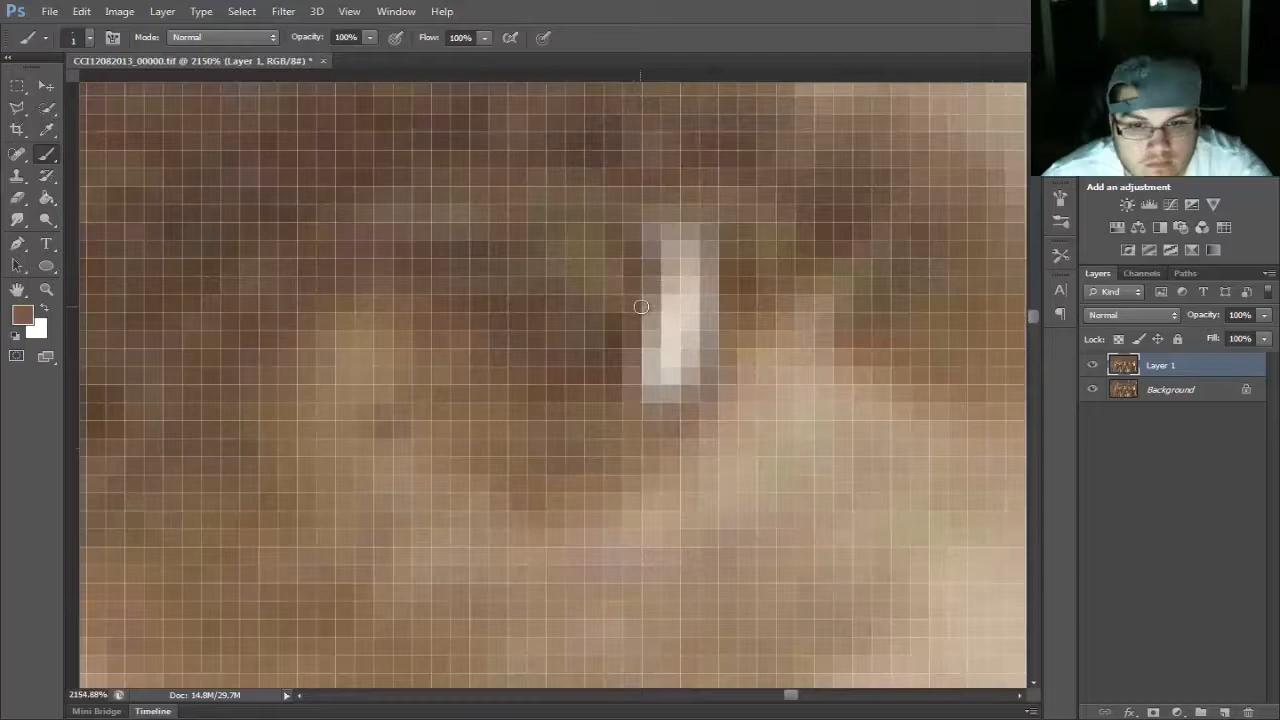 Ps File Edit Image Layer Type Select Filter 3D View Window Help
1 Mode: Normal Opacity: 100% Flow: 100%
CCI12082013_00000.tif @ 2150% (Layer 1, RGB/8#) * ×
Add an adjustment
Layers Channels Paths
Kind
Normal Opacity: 100%
Lock: Fill: 100%
Layer 1
Background
2154.88% Doc: 14.8M/29.7M
Mini Bridge Timeline